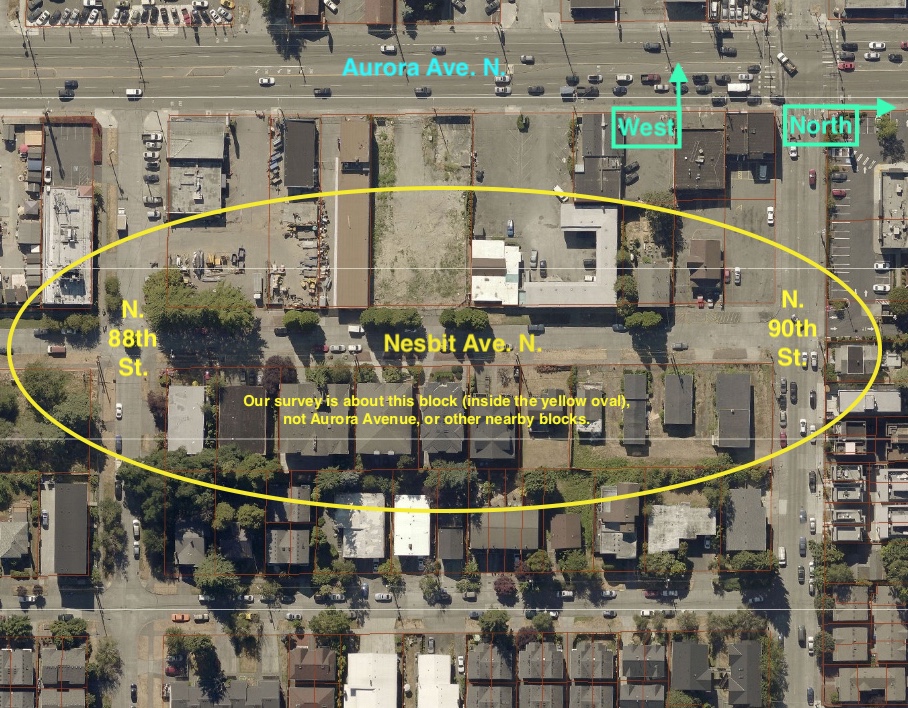 Aurora Ave. N.
West
North
N.
88th
St.
Nesbit Ave. N.
N.
90th
St.
Our survey is about this block (inside the yellow oval),
not Aurora Avenue, or other nearby blocks.